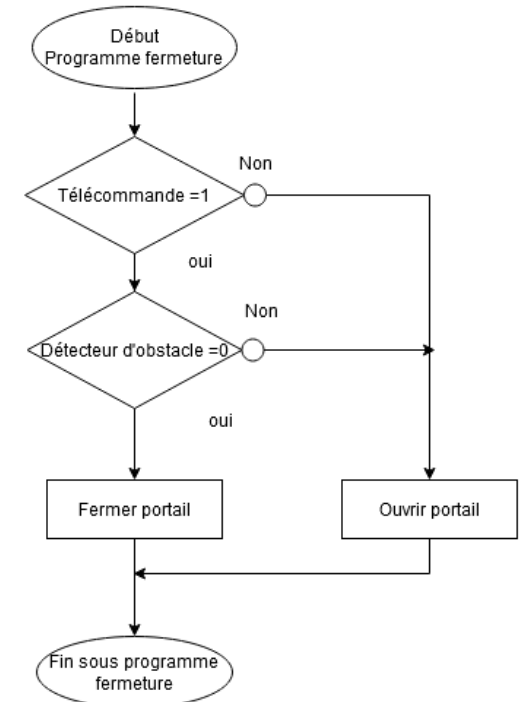 Début
Programme fermeture
Non
Télécommande =1
oui
Non
Détecteur d'obstacle =0
oui
Fermer portail
Ouvrir portail
Fin sous programme
fermeture